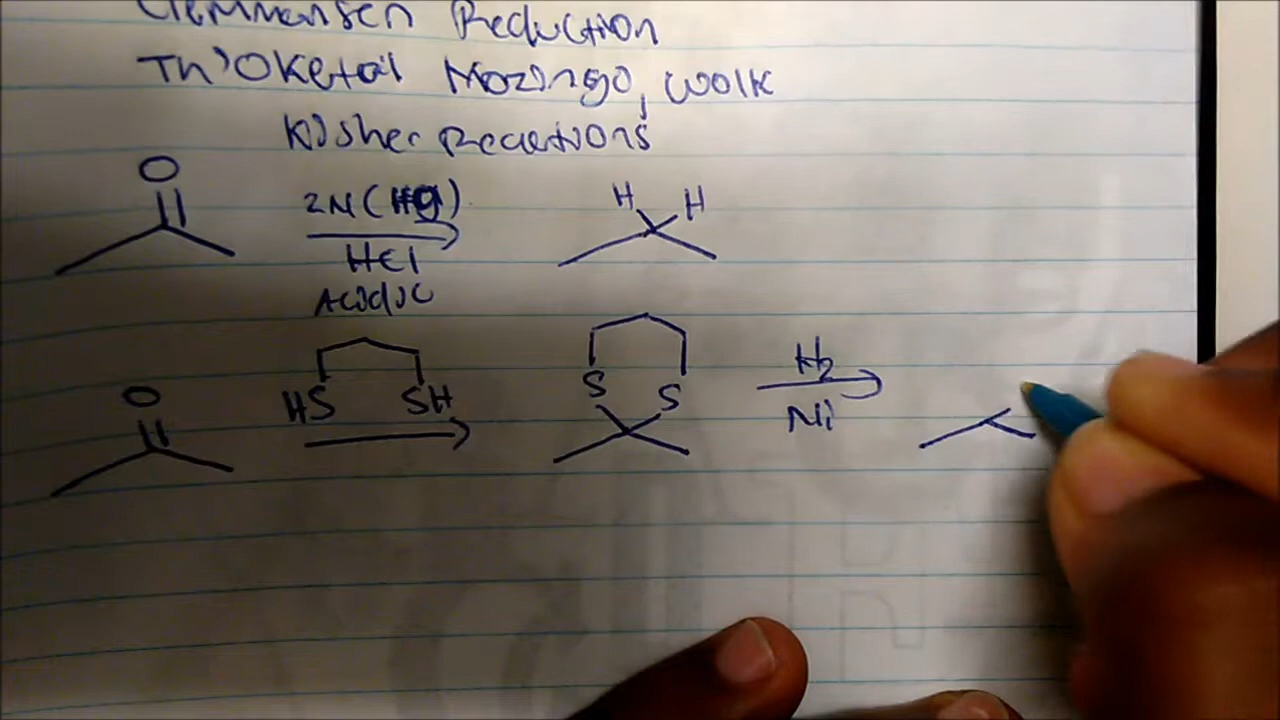 Clemmensen Reduction
Thioketal Mozingo, Wolk
Kisher Reactions
O
ZN(Hg)
HCl
Acidic
H H
O
HS SH
S S
H2
Ni